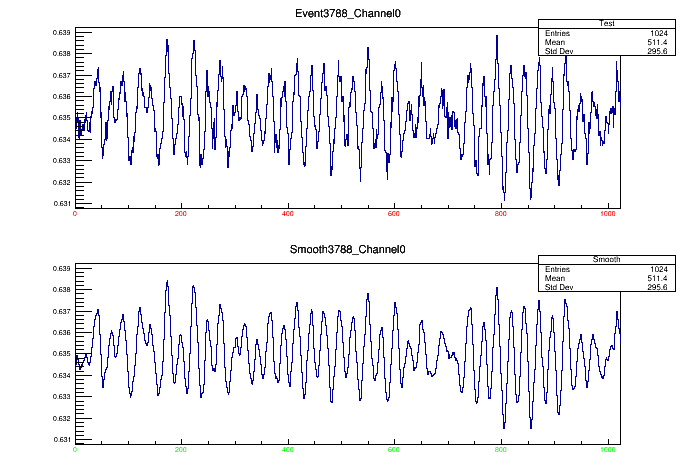 Event3788_Channel0
Test
Entries 1024
Mean 511.4
Std Dev 295.6
0.639
0.638
0.637
0.636
0.635
0.634
0.633
0.632
0.631
0 200 400 600 800 1000
Smooth3788_Channel0
Smooth
Entries 1024
Mean 511.4
Std Dev 295.6
0.639
0.638
0.637
0.636
0.635
0.634
0.633
0.632
0.631
0 200 400 600 800 1000